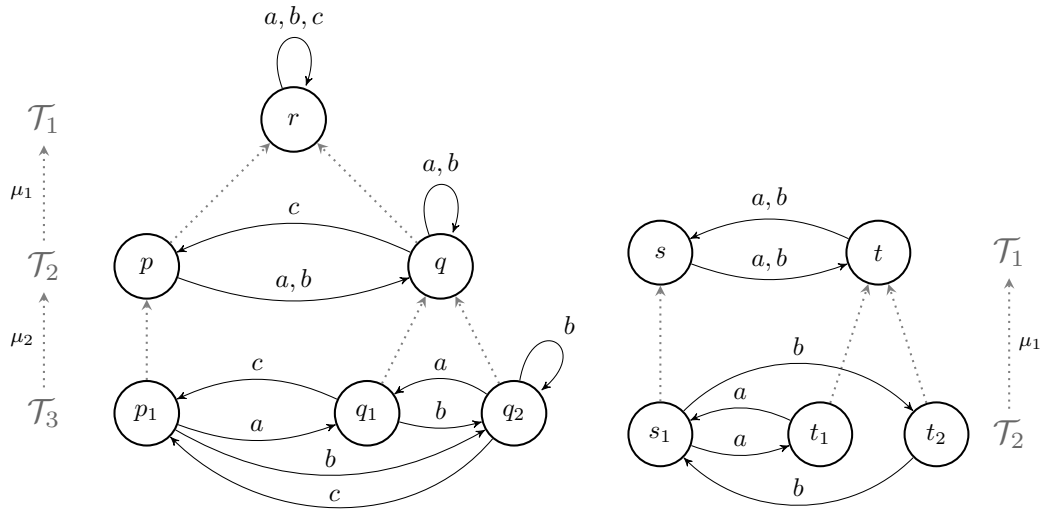 a, b, c
𝒯₁
r
a, b
μ₁
c
a, b
𝒯₂
p
q
s
t
𝒯₁
a, b
a, b
b
μ₂
μ₁
b
c
a
a
𝒯₃
p₁
q₁
q₂
s₁
t₁
t₂
𝒯₂
a
b
a
b
b
c